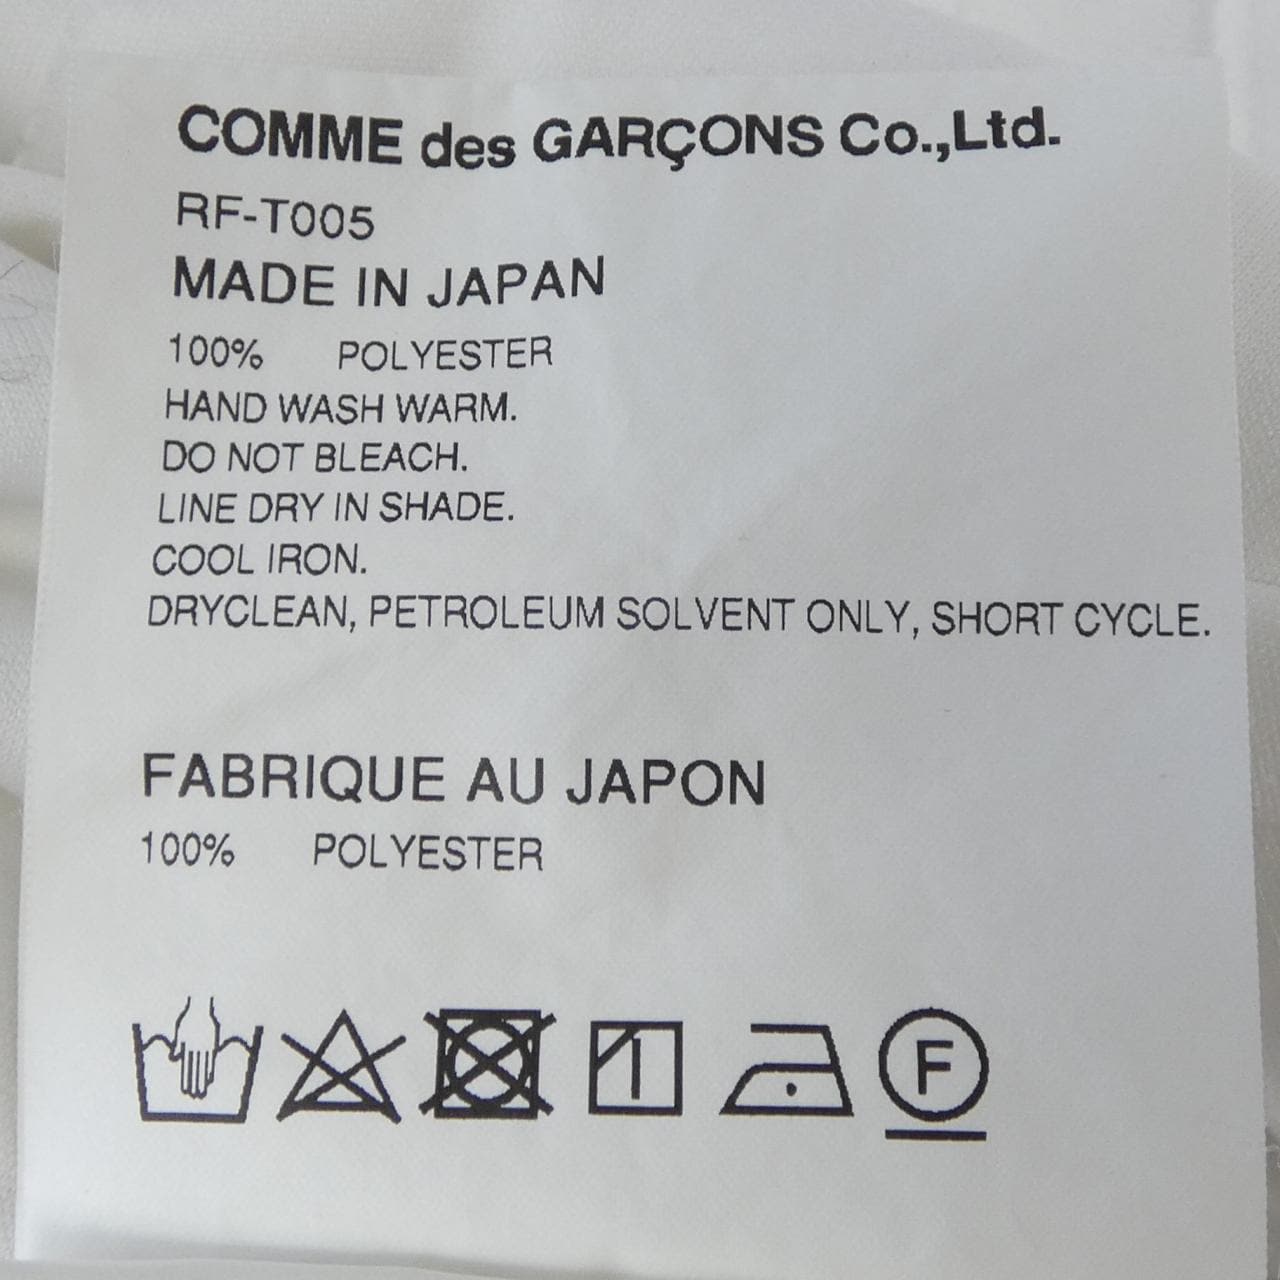 COMME des GARÇONS Co.,Ltd.
RF-T005
MADE IN JAPAN
100% POLYESTER
HAND WASH WARM.
DO NOT BLEACH.
LINE DRY IN SHADE.
COOL IRON.
DRYCLEAN, PETROLEUM SOLVENT ONLY, SHORT CYCLE.
FABRIQUE AU JAPON
100% POLYESTER
F